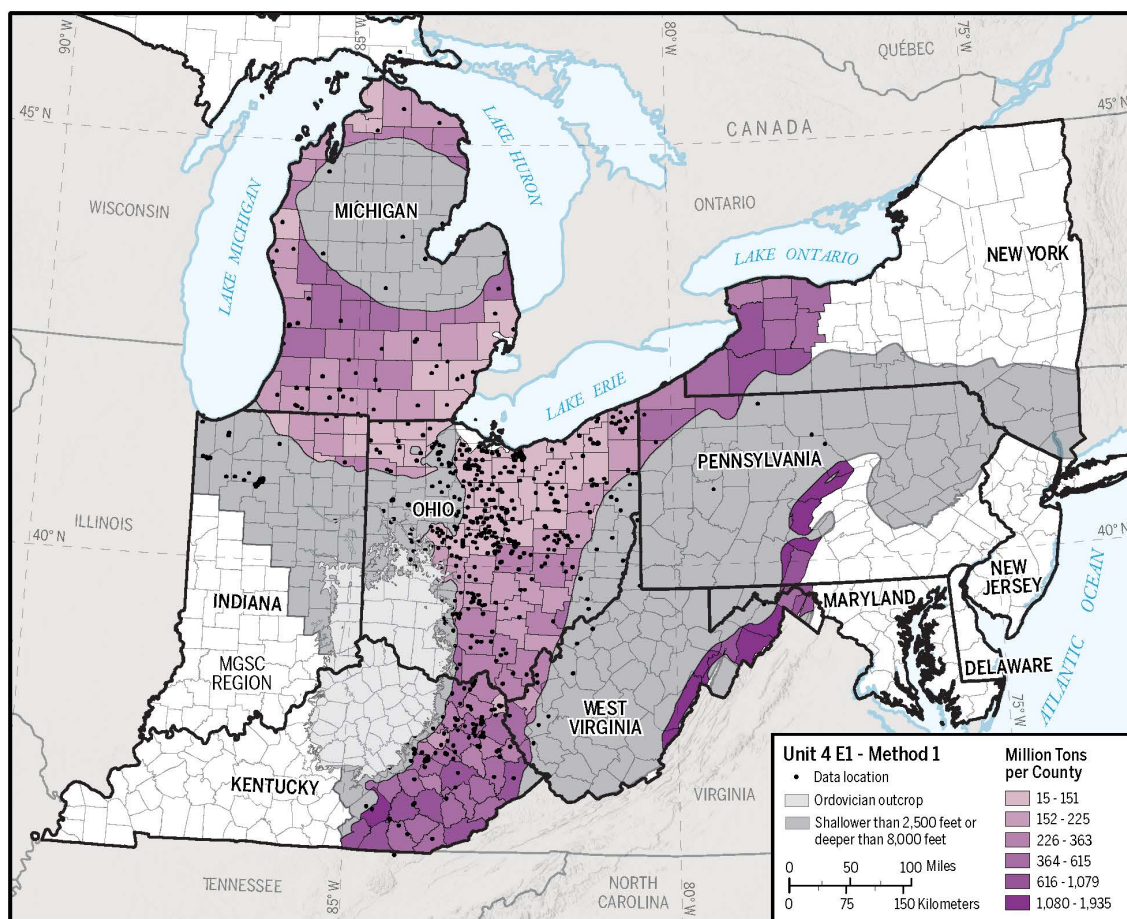 90° W
85° W
80° W
75° W
QUÉBEC
45° N
45° N
CANADA
LAKE HURON
ONTARIO
WISCONSIN
LAKE MICHIGAN
MICHIGAN
LAKE ONTARIO
NEW YORK
LAKE ERIE
PENNSYLVANIA
OHIO
ILLINOIS
40° N
40° N
INDIANA
NEW
JERSEY
MARYLAND
MGSC
REGION
DELAWARE
ATLANTIC OCEAN
WEST
VIRGINIA
75° W
KENTUCKY
VIRGINIA
TENNESSEE
85° W
NORTH
CAROLINA
80° W
Unit 4 E1 - Method 1
Data location
Ordovician outcrop
Shallower than 2,500 feet or
deeper than 8,000 feet
0 50 100 Miles
0 75 150 Kilometers
Million Tons
per County
15 - 151
152 - 225
226 - 363
364 - 615
616 - 1,079
1,080 - 1,935